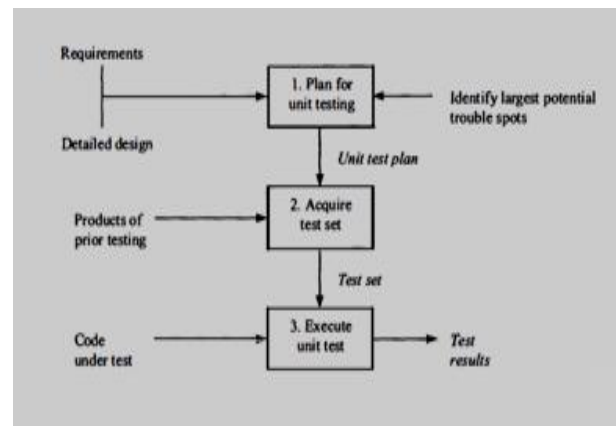 Requirements
1. Plan for
unit testing
Identify largest potential
trouble spots
Detailed design
Unit test plan
2. Acquire
test set
Products of
prior testing
Test set
3. Execute
unit test
Code
under test
Test
results